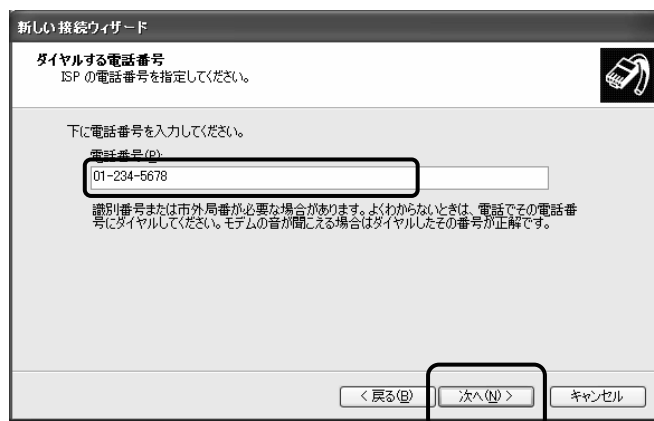 新しい接続ウィザード
ダイヤルする電話番号
ISP の電話番号を指定してください。
下に電話番号を入力してください。
電話番号(P):
01-234-5678
識別番号または市外局番が必要な場合があります。よくわからないときは、電話でその電話番
号にダイヤルしてください。モデムの音が聞こえる場合はダイヤルしたその番号が正解です。
< 戻る(B)
次へ(N) >
キャンセル